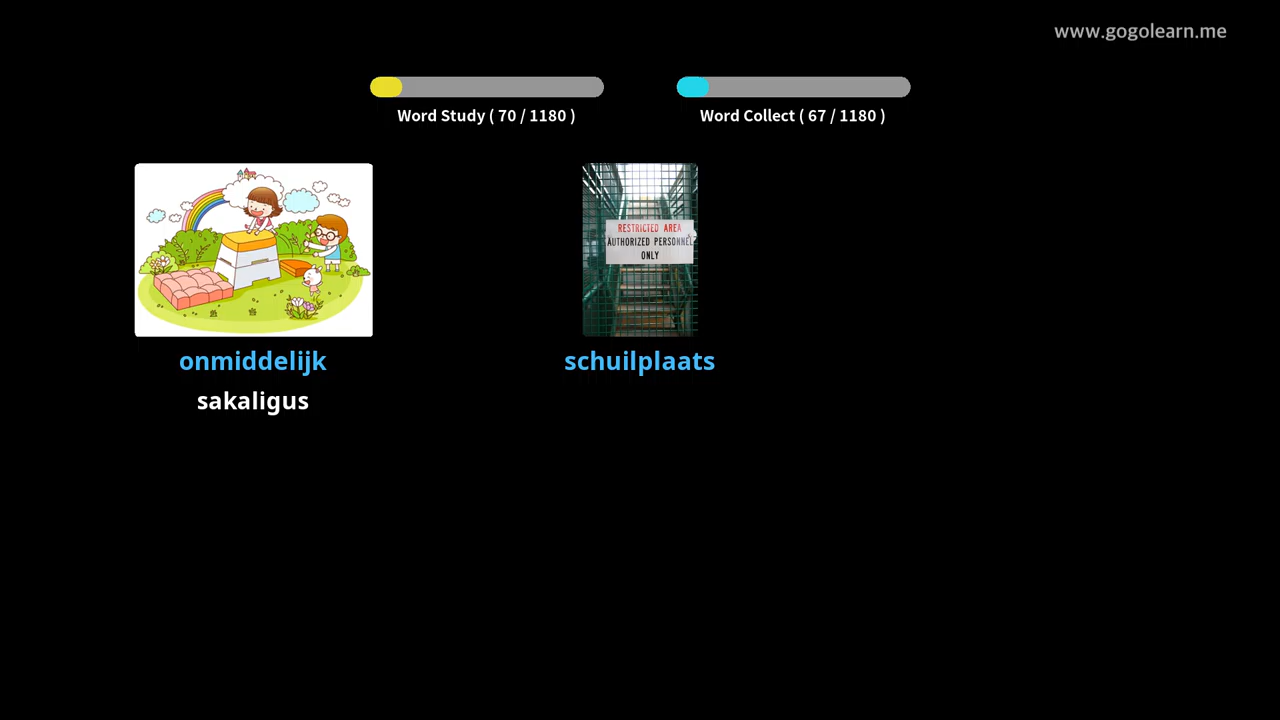 www.gogolearn.me
Word Study ( 70 / 1180 )
Word Collect ( 67 / 1180 )
RESTRICTED AREA
AUTHORIZED PERSONNEL
ONLY
onmiddelijk
schuilplaats
sakaligus